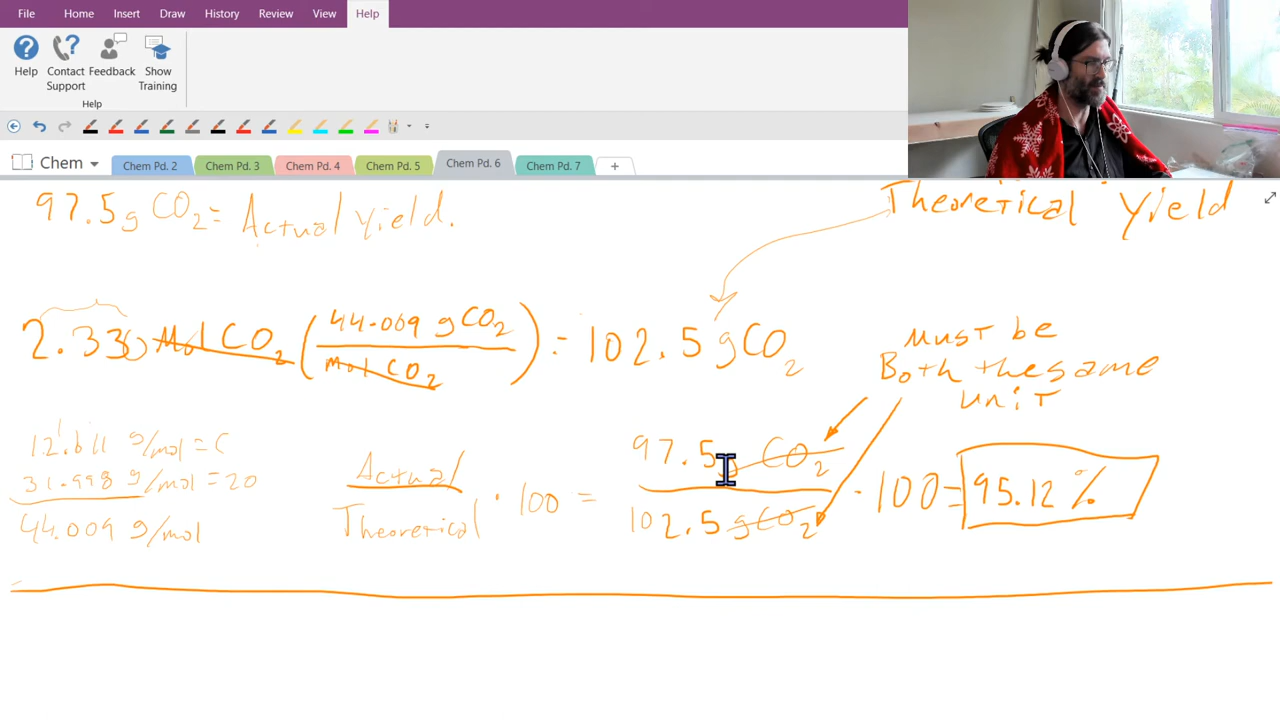 File Home Insert Draw History Review View Help
Help Contact Support Feedback Show Training
Help
Chem Chem Pd. 2 Chem Pd. 3 Chem Pd. 4 Chem Pd. 5 Chem Pd. 6 Chem Pd. 7 +
97.5g CO2 = Actual yield.
Theoretical Yield
2.330 mol CO2 (44.009 g CO2 / mol CO2) = 102.5 g CO2
Must be
Both the same
unit
12.011 g/mol = C
31.998 g/mol = 2O
44.009 g/mol
Actual / Theoretical · 100 = 97.5 g CO2 / 102.5 g CO2 · 100 = 95.12 %